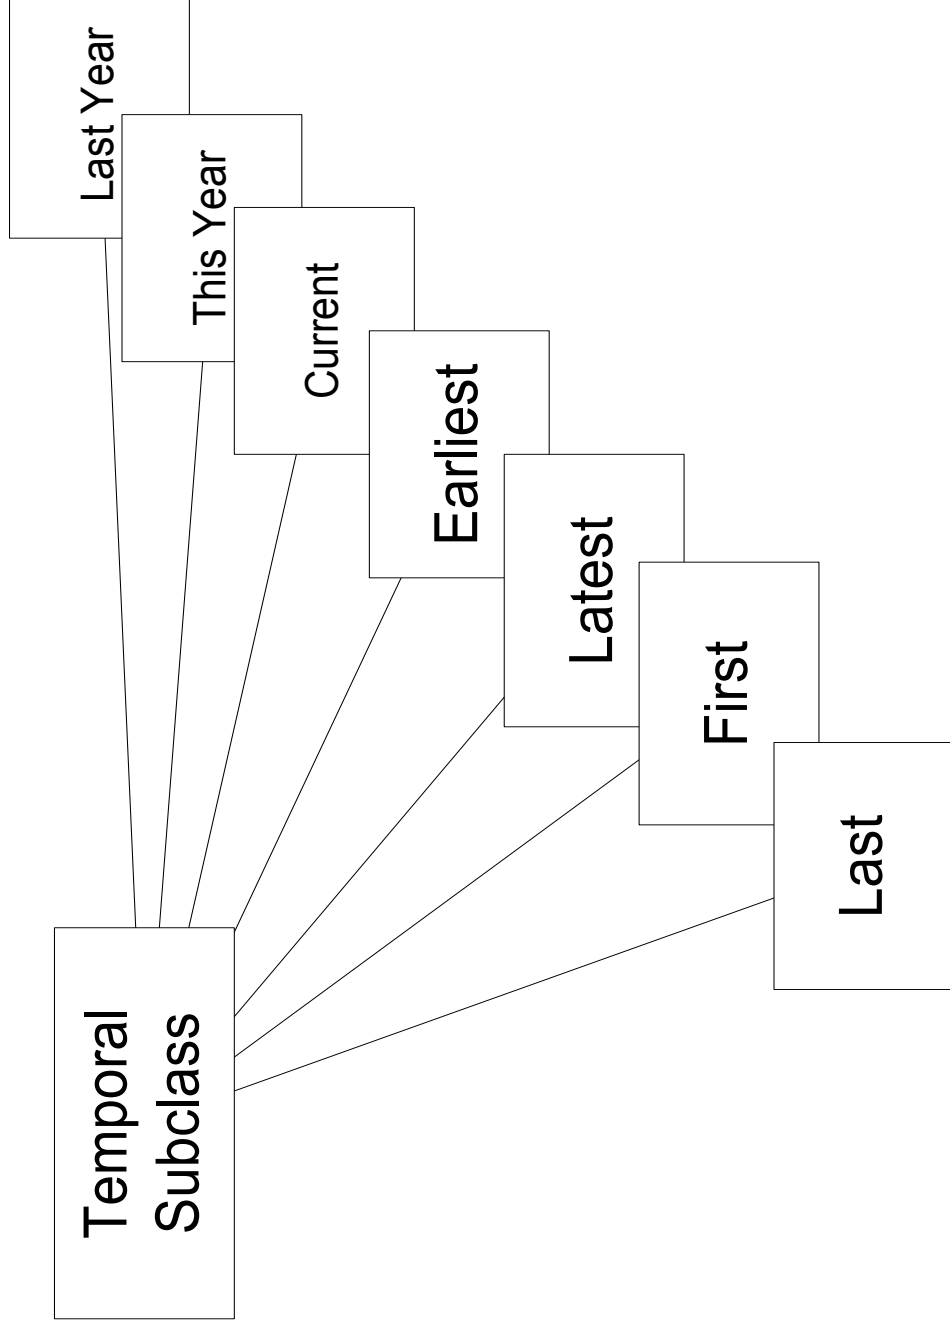 Temporal
Subclass
Last Year
This Year
Current
Earliest
Latest
First
Last